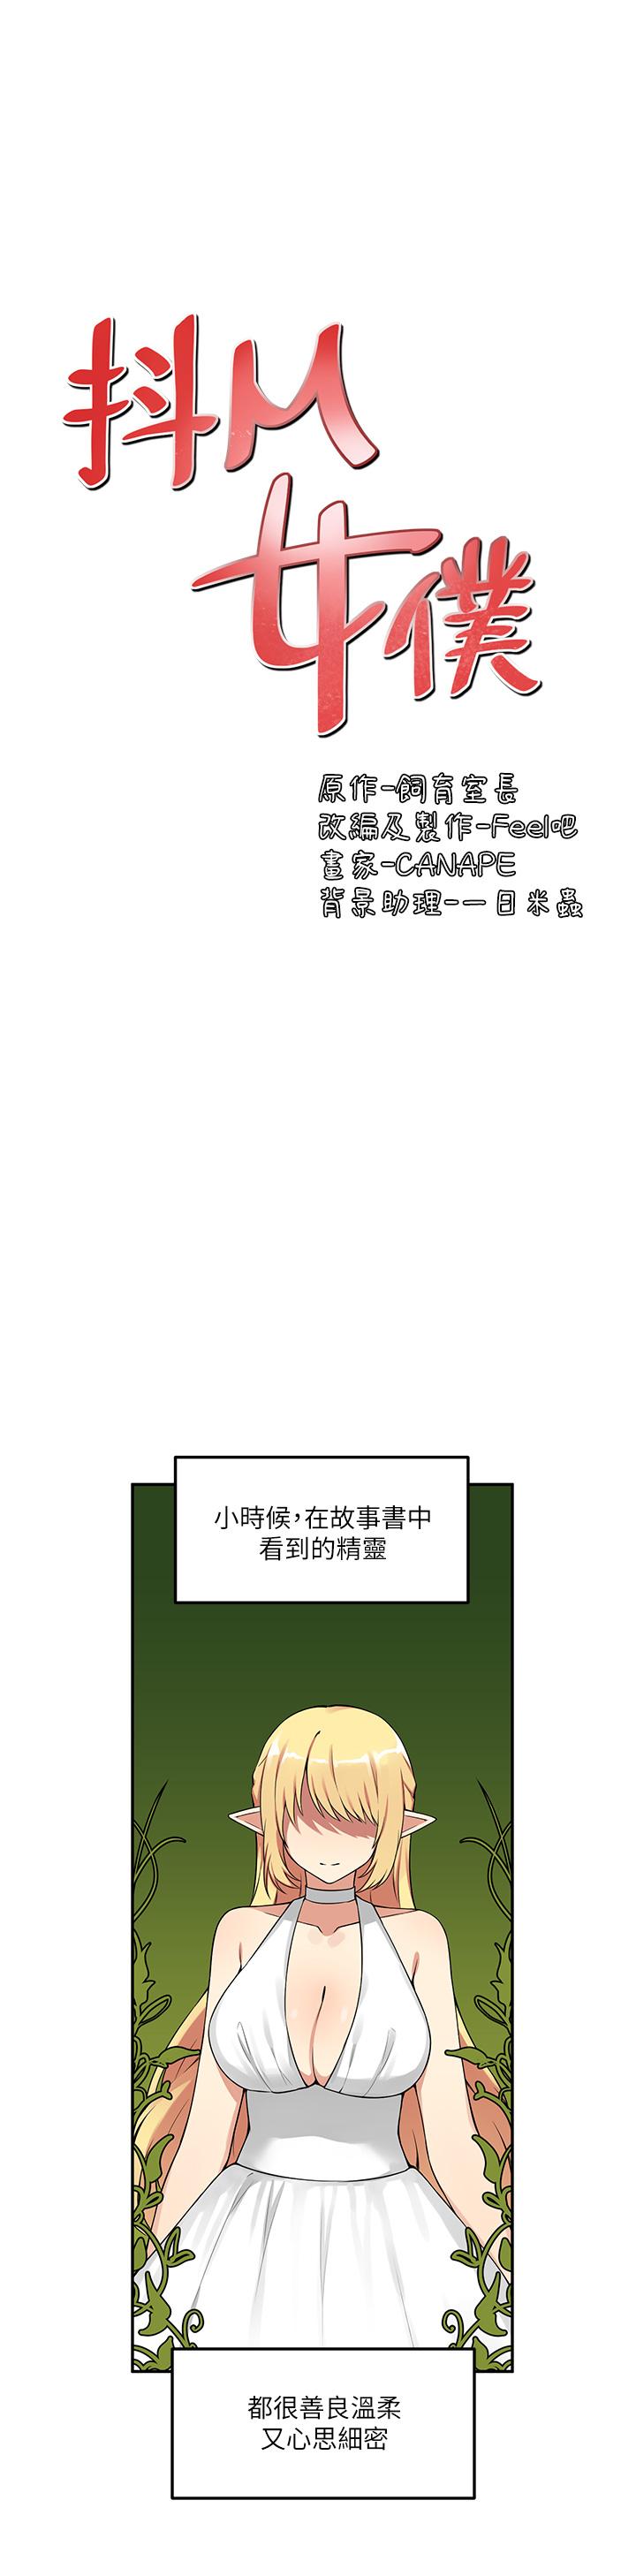 抖M
女僕
原作-飼育室長
改編及製作-Feel吧
畫家-CANAPE
背景助理-一日米蟲
小時候，在故事書中
看到的精靈
都很善良溫柔
又心思細密